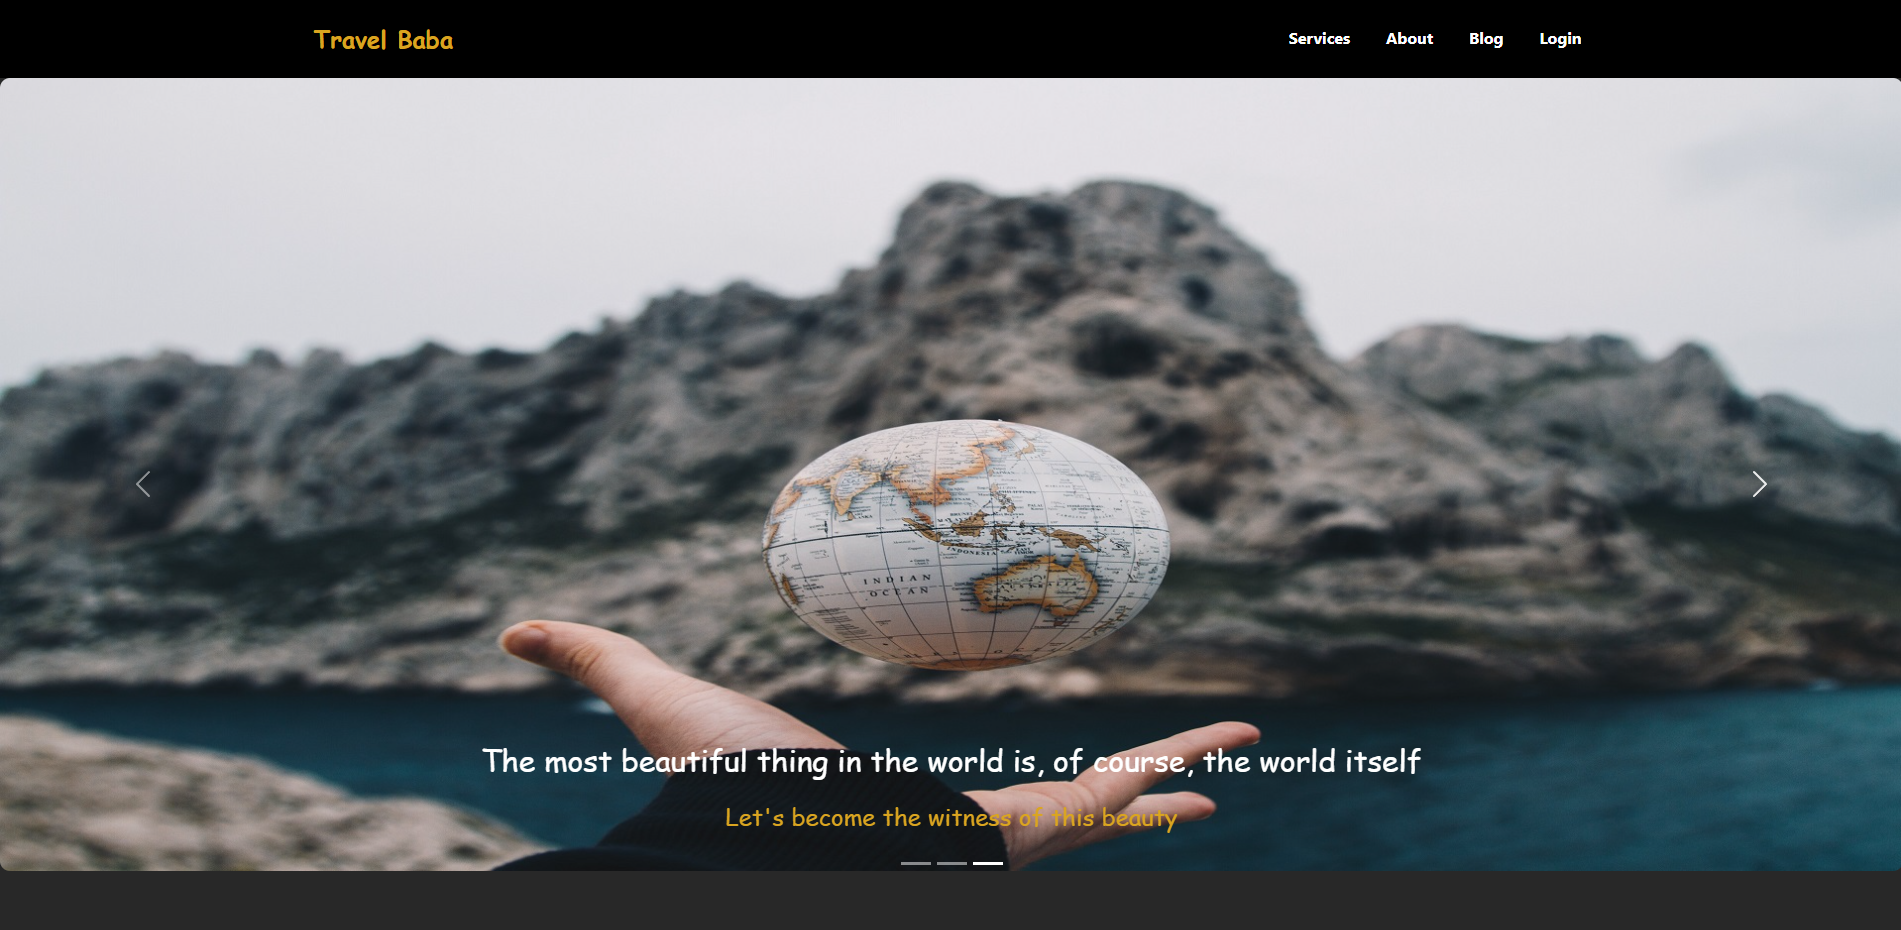 Travel Baba
Services About Blog Login
INDIAN
OCEAN
INDONESIA
The most beautiful thing in the world is, of course, the world itself
Let's become the witness of this beauty